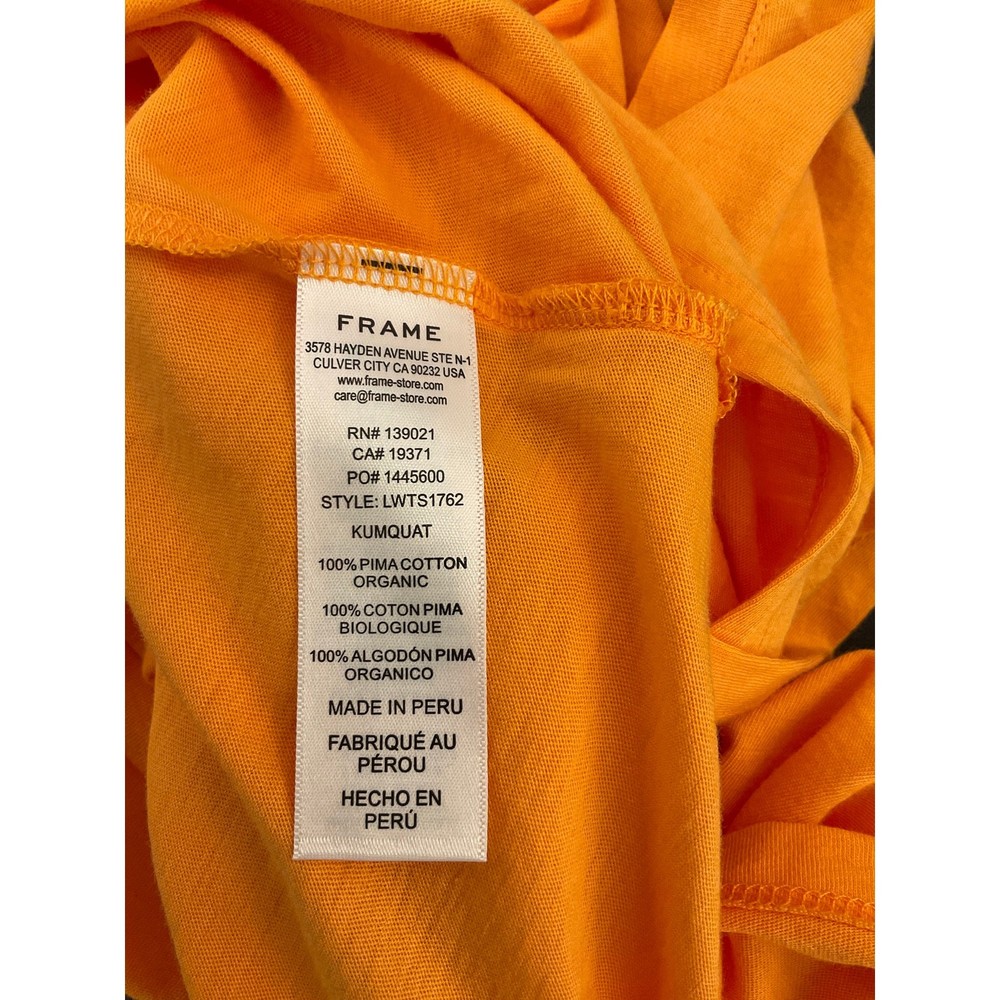 FRAME
3578 HAYDEN AVENUE STE N-1
CULVER CITY CA 90232 USA
www.frame-store.com
care@frame-store.com
RN# 139021
CA# 19371
PO# 1445600
STYLE: LWTS1762
KUMQUAT
100% PIMA COTTON
ORGANIC
100% COTON PIMA
BIOLOGIQUE
100% ALGODÓN PIMA
ORGANICO
MADE IN PERU
FABRIQUÉ AU
PÉROU
HECHO EN
PERÚ